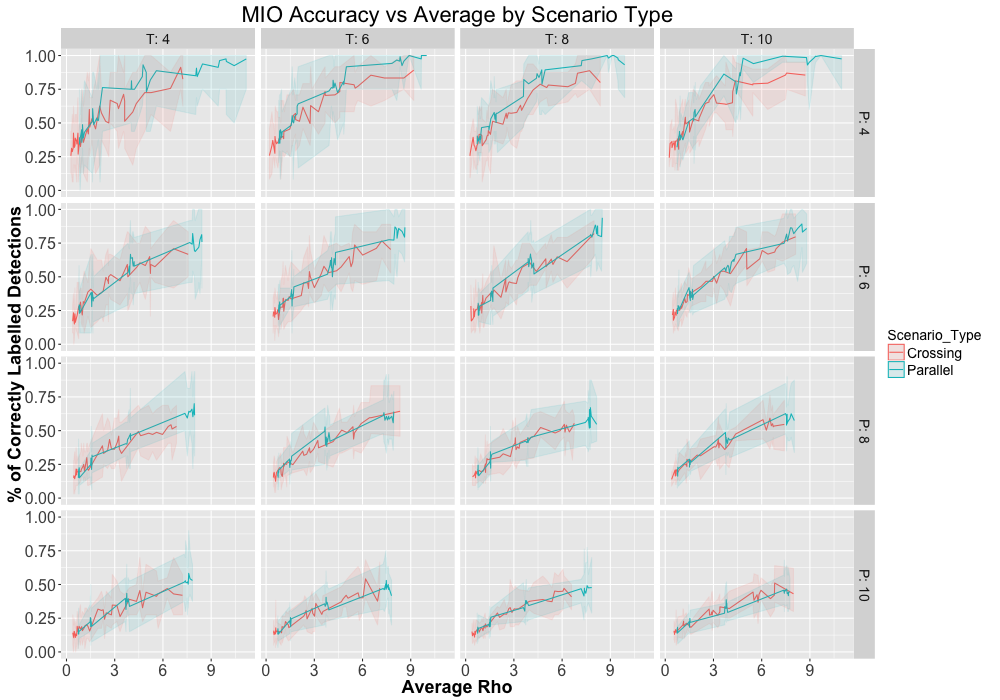 MIO Accuracy vs Average by Scenario Type
T: 4 T: 6 T: 8 T: 10
1.00
0.75
0.50
0.25
0.00
P: 4
1.00
0.75
0.50
0.25
0.00
P: 6
1.00
0.75
0.50
0.25
0.00
P: 8
1.00
0.75
0.50
0.25
0.00
P: 10
% of Correctly Labelled Detections
0 3 6 9 0 3 6 9 0 3 6 9 0 3 6 9
Average Rho
Scenario_Type
Crossing
Parallel